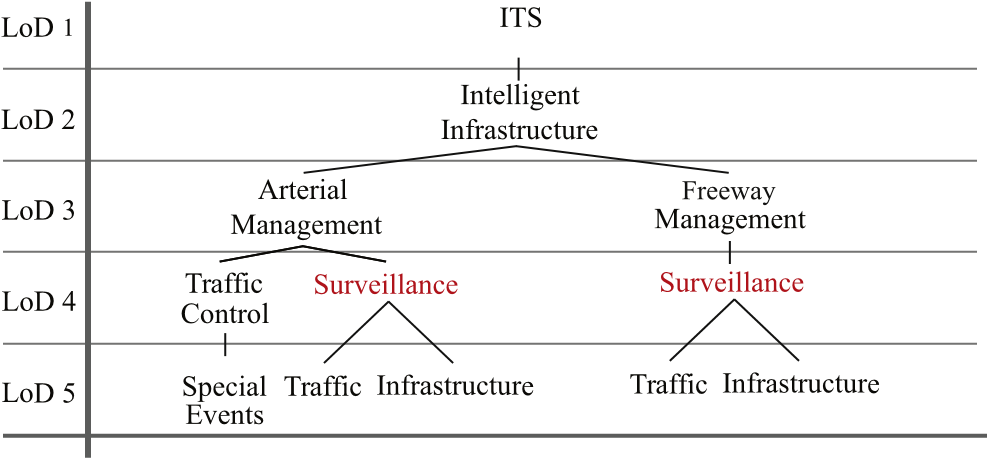 LoD 1
ITS
LoD 2
Intelligent
Infrastructure
LoD 3
Arterial
Management
Freeway
Management
LoD 4
Traffic
Control
Surveillance
Surveillance
LoD 5
Special
Events
Traffic
Infrastructure
Traffic
Infrastructure